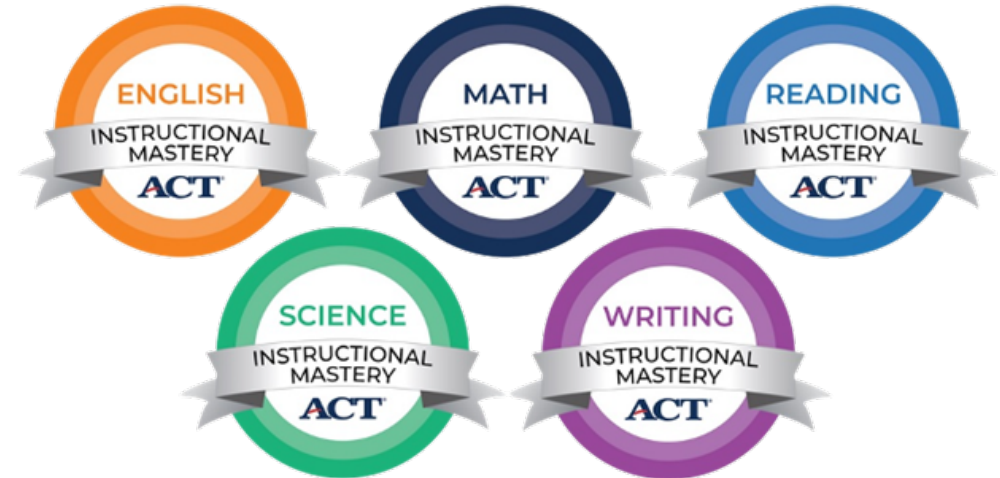 ENGLISH
INSTRUCTIONAL
MASTERY
ACT
MATH
INSTRUCTIONAL
MASTERY
ACT
READING
INSTRUCTIONAL
MASTERY
ACT
SCIENCE
INSTRUCTIONAL
MASTERY
ACT
WRITING
INSTRUCTIONAL
MASTERY
ACT